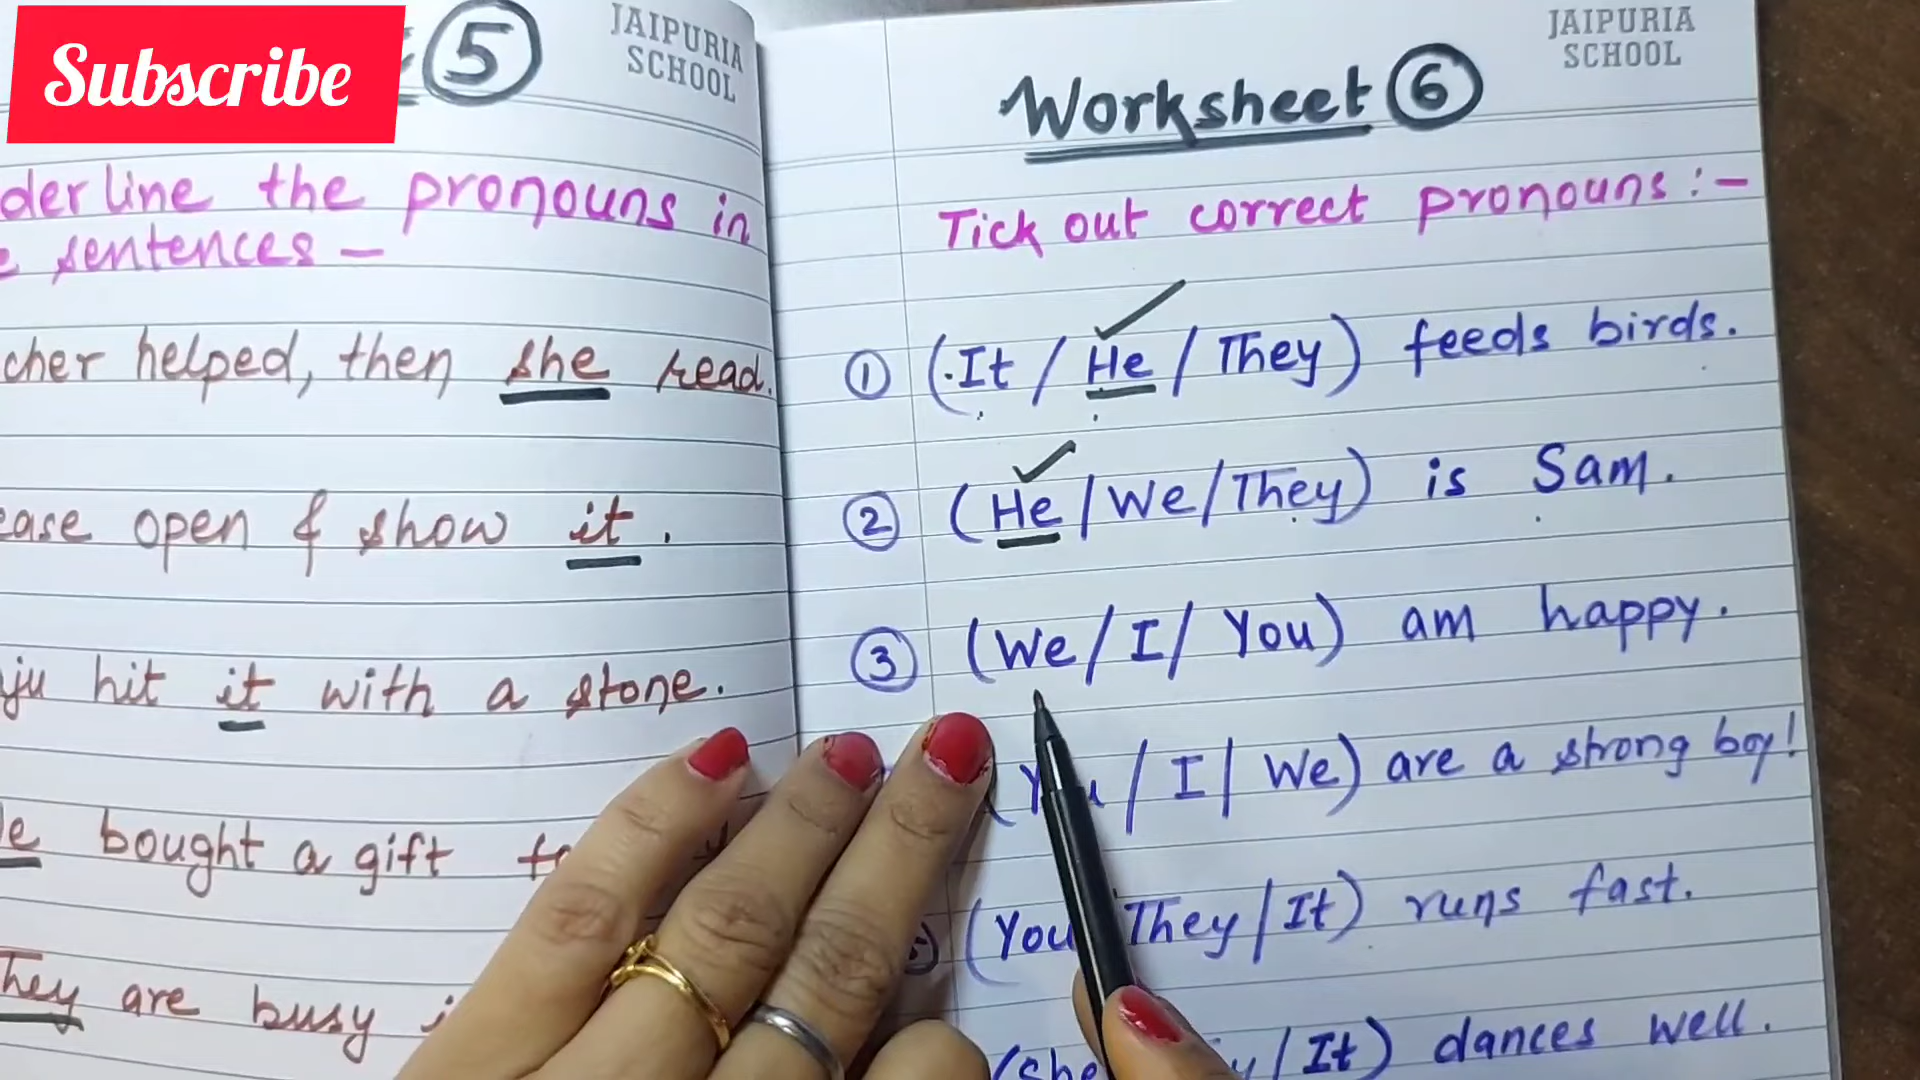 Subscribe
5
JAIPURIA
SCHOOL
derline the pronouns in
sentences —
cher helped, then she read.
ease open & show it.
ju hit it with a stone.
bought a gift
They are busy
JAIPURIA
SCHOOL
Worksheet 6
Tick out correct pronouns :-
1 (It / He / They) feeds birds.
2 (He / We / They) is Sam.
3 (We / I / You) am happy.
/ I / We) are a strong boy!
(You They / It) runs fast.
(She / It) dances well.